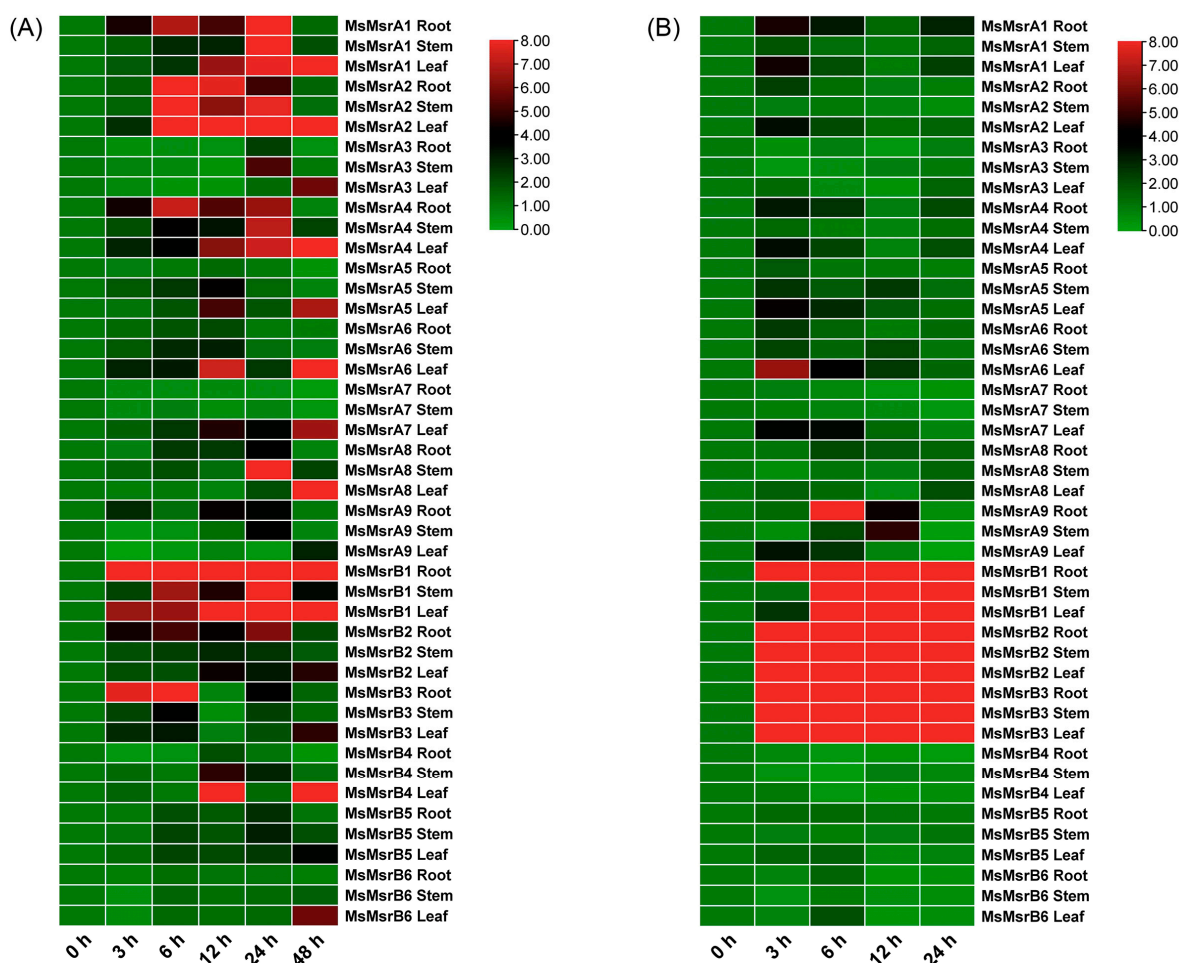 (A)
MsMsrA1 Root
MsMsrA1 Stem
MsMsrA1 Leaf
MsMsrA2 Root
MsMsrA2 Stem
MsMsrA2 Leaf
MsMsrA3 Root
MsMsrA3 Stem
MsMsrA3 Leaf
MsMsrA4 Root
MsMsrA4 Stem
MsMsrA4 Leaf
MsMsrA5 Root
MsMsrA5 Stem
MsMsrA5 Leaf
MsMsrA6 Root
MsMsrA6 Stem
MsMsrA6 Leaf
MsMsrA7 Root
MsMsrA7 Stem
MsMsrA7 Leaf
MsMsrA8 Root
MsMsrA8 Stem
MsMsrA8 Leaf
MsMsrA9 Root
MsMsrA9 Stem
MsMsrA9 Leaf
MsMsrB1 Root
MsMsrB1 Stem
MsMsrB1 Leaf
MsMsrB2 Root
MsMsrB2 Stem
MsMsrB2 Leaf
MsMsrB3 Root
MsMsrB3 Stem
MsMsrB3 Leaf
MsMsrB4 Root
MsMsrB4 Stem
MsMsrB4 Leaf
MsMsrB5 Root
MsMsrB5 Stem
MsMsrB5 Leaf
MsMsrB6 Root
MsMsrB6 Stem
MsMsrB6 Leaf
0 h 3 h 6 h 12 h 24 h 48 h
8.00
7.00
6.00
5.00
4.00
3.00
2.00
1.00
0.00
(B)
MsMsrA1 Root
MsMsrA1 Stem
MsMsrA1 Leaf
MsMsrA2 Root
MsMsrA2 Stem
MsMsrA2 Leaf
MsMsrA3 Root
MsMsrA3 Stem
MsMsrA3 Leaf
MsMsrA4 Root
MsMsrA4 Stem
MsMsrA4 Leaf
MsMsrA5 Root
MsMsrA5 Stem
MsMsrA5 Leaf
MsMsrA6 Root
MsMsrA6 Stem
MsMsrA6 Leaf
MsMsrA7 Root
MsMsrA7 Stem
MsMsrA7 Leaf
MsMsrA8 Root
MsMsrA8 Stem
MsMsrA8 Leaf
MsMsrA9 Root
MsMsrA9 Stem
MsMsrA9 Leaf
MsMsrB1 Root
MsMsrB1 Stem
MsMsrB1 Leaf
MsMsrB2 Root
MsMsrB2 Stem
MsMsrB2 Leaf
MsMsrB3 Root
MsMsrB3 Stem
MsMsrB3 Leaf
MsMsrB4 Root
MsMsrB4 Stem
MsMsrB4 Leaf
MsMsrB5 Root
MsMsrB5 Stem
MsMsrB5 Leaf
MsMsrB6 Root
MsMsrB6 Stem
MsMsrB6 Leaf
0 h 3 h 6 h 12 h 24 h
8.00
7.00
6.00
5.00
4.00
3.00
2.00
1.00
0.00